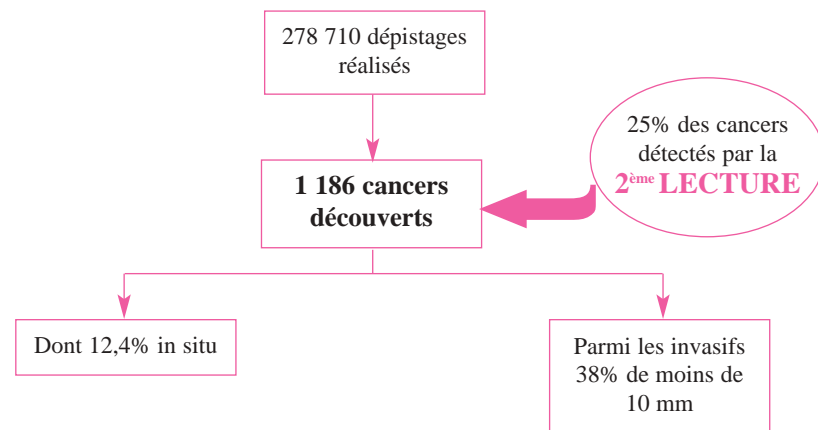 278 710 dépistages
réalisés
25% des cancers
détectés par la
2ème LECTURE
1 186 cancers
découverts
Dont 12,4% in situ
Parmi les invasifs
38% de moins de
10 mm